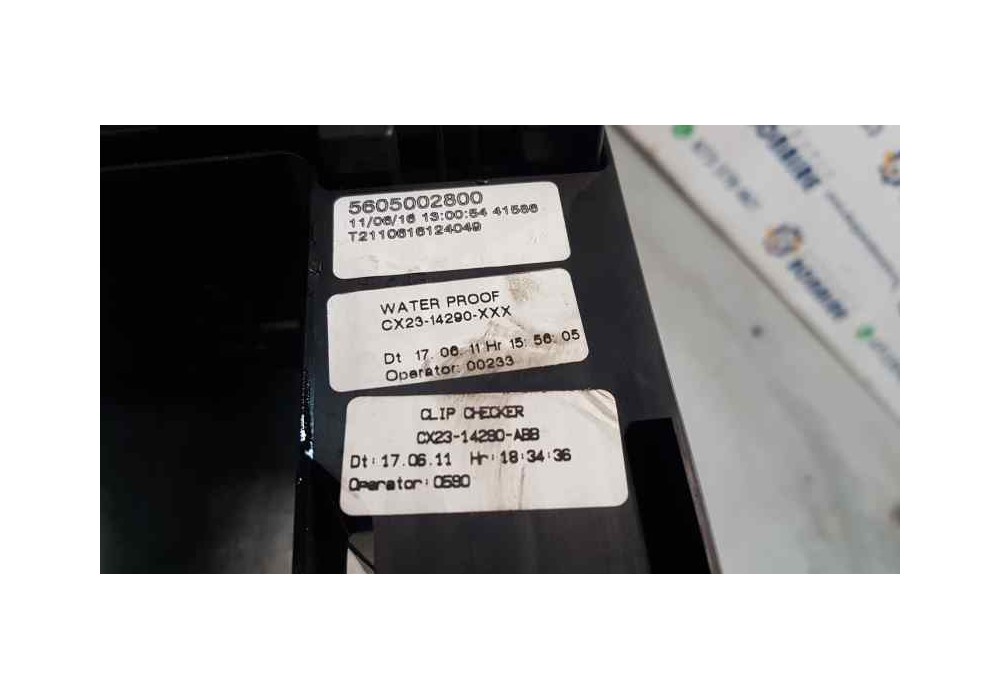 5605002800
11/06/16 13:00:54 41586
T2110616124049
WATER PROOF
CX23-14290-XXX
Dt 17. 06. 11 Hr 15: 56: 05
Operator: 00233
CLIP CHECKER
CX23-14290-ABB
Dt: 17.06.11 Hr: 18:34:36
Operator: 0590